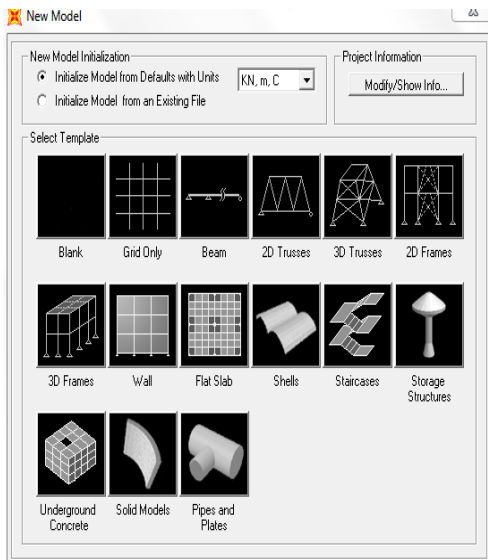 New Model
New Model Initialization
Initialize Model from Defaults with Units
KN, m, C
Initialize Model from an Existing File
Project Information
Modify/Show Info...
Select Template
Blank
Grid Only
Beam
2D Trusses
3D Trusses
2D Frames
3D Frames
Wall
Flat Slab
Shells
Staircases
Storage
Structures
Underground
Concrete
Solid Models
Pipes and
Plates